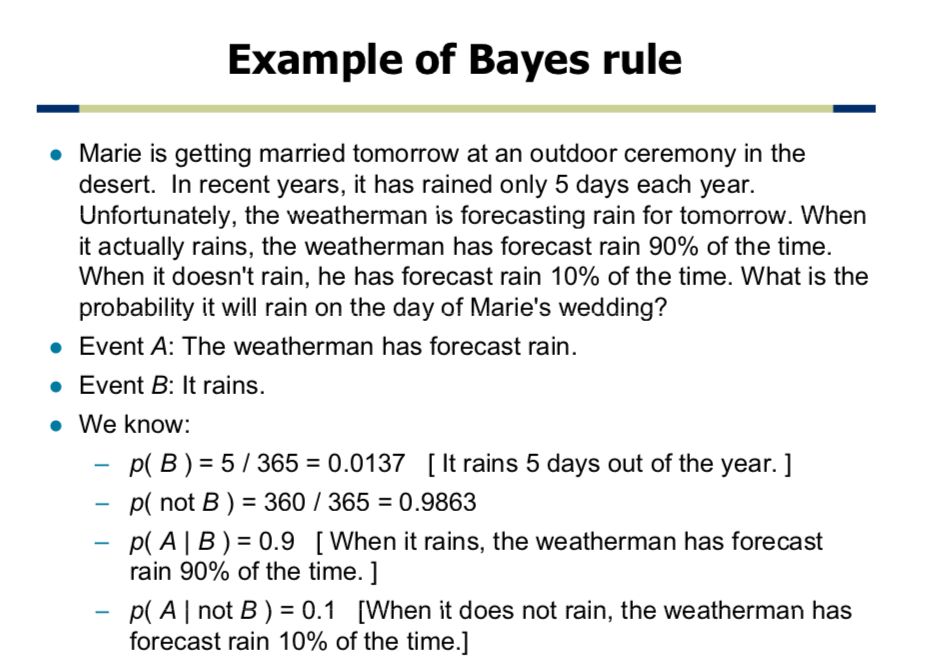 Example of Bayes rule
● Marie is getting married tomorrow at an outdoor ceremony in the
desert.  In recent years, it has rained only 5 days each year.
Unfortunately, the weatherman is forecasting rain for tomorrow. When
it actually rains, the weatherman has forecast rain 90% of the time.
When it doesn't rain, he has forecast rain 10% of the time. What is the
probability it will rain on the day of Marie's wedding?
● Event A: The weatherman has forecast rain.
● Event B: It rains.
● We know:
– p( B ) = 5 / 365 = 0.0137   [ It rains 5 days out of the year. ]
– p( not B ) = 360 / 365 = 0.9863
– p( A | B ) = 0.9   [ When it rains, the weatherman has forecast
rain 90% of the time. ]
– p( A | not B ) = 0.1   [When it does not rain, the weatherman has
forecast rain 10% of the time.]